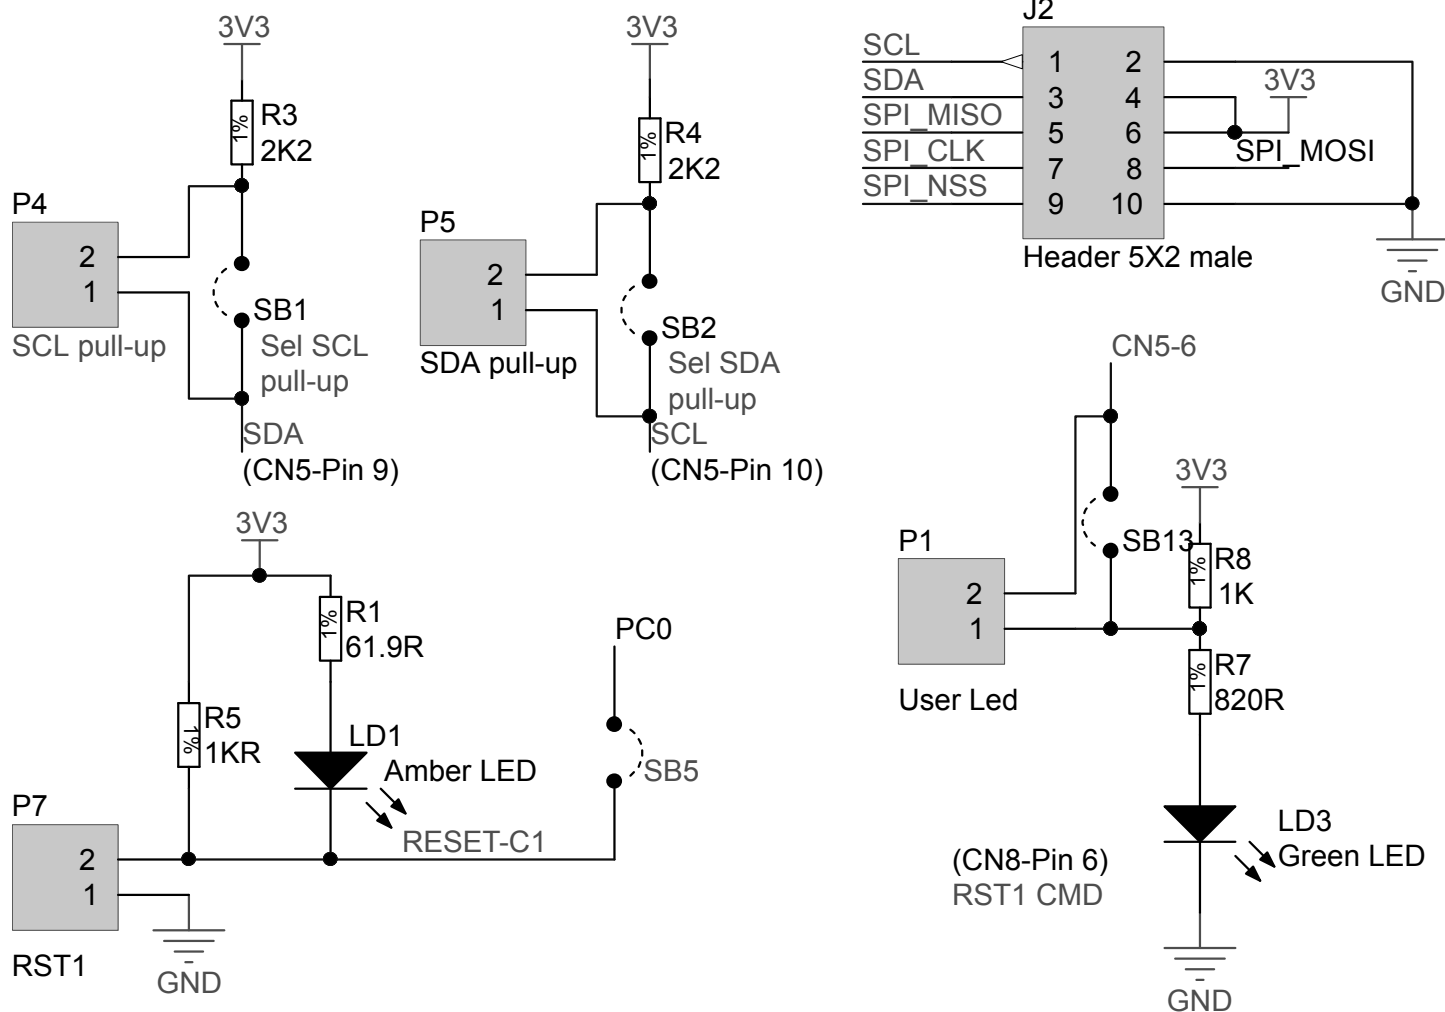 3V3
R3
1%
2K2
P4
2
1
SCL pull-up
SB1
Sel SCL
pull-up
SDA
(CN5-Pin 9)
3V3
R4
1%
2K2
P5
2
1
SDA pull-up
SB2
Sel SDA
pull-up
SCL
(CN5-Pin 10)
J2
SCL
SDA
SPI_MISO
SPI_CLK
SPI_NSS
1 2
3 4
5 6
7 8
9 10
3V3
SPI_MOSI
Header 5X2 male
GND
3V3
R1
1%
61.9R
R5
1%
1KR
LD1
Amber LED
RESET-C1
PC0
SB5
P7
2
1
RST1
GND
CN5-6
3V3
P1
SB13
R8
1%
1K
2
1
User Led
R7
1%
820R
LD3
Green LED
(CN8-Pin 6)
RST1 CMD
GND